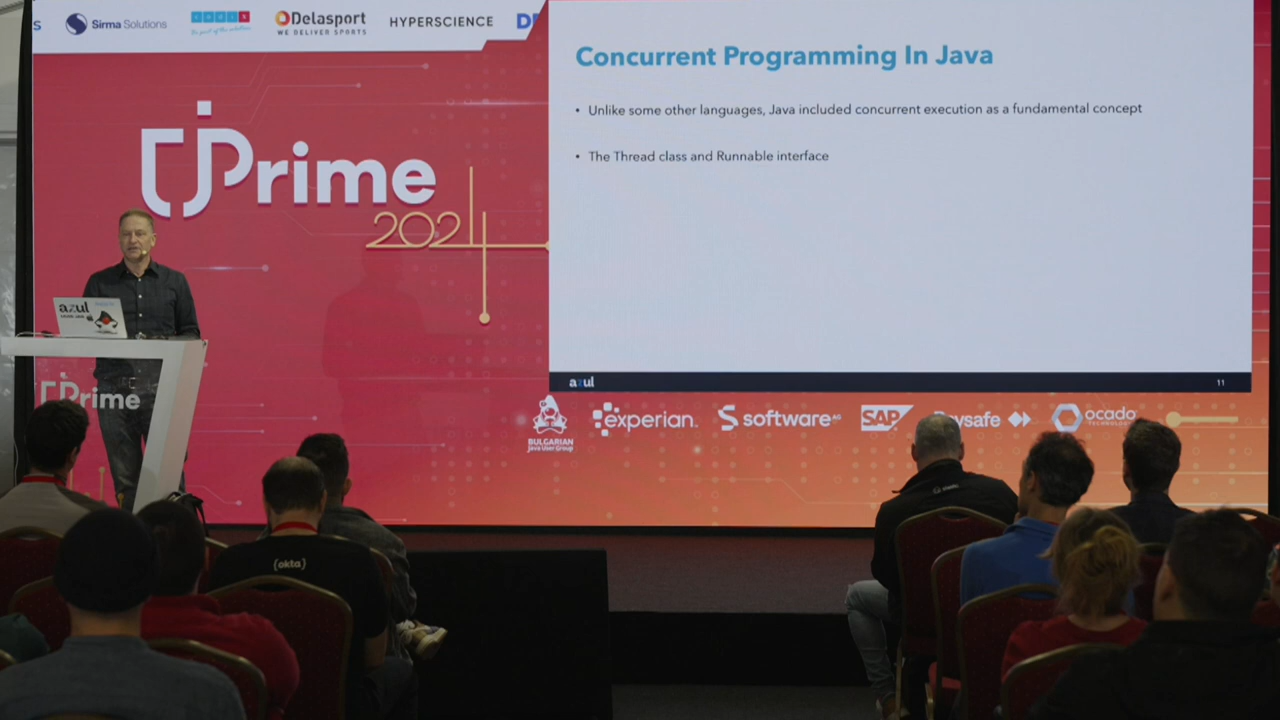 Sirma Solutions
Delasport
WE DELIVER SPORTS
HYPERSCIENCE
Concurrent Programming In Java
• Unlike some other languages, Java included concurrent execution as a fundamental concept
• The Thread class and Runnable interface
jPrime
2024
azul
azul
11
Prime
BULGARIAN
Java User Group
experian.
software AG
SAP
ocado
TECHNOLOGY
{okta}